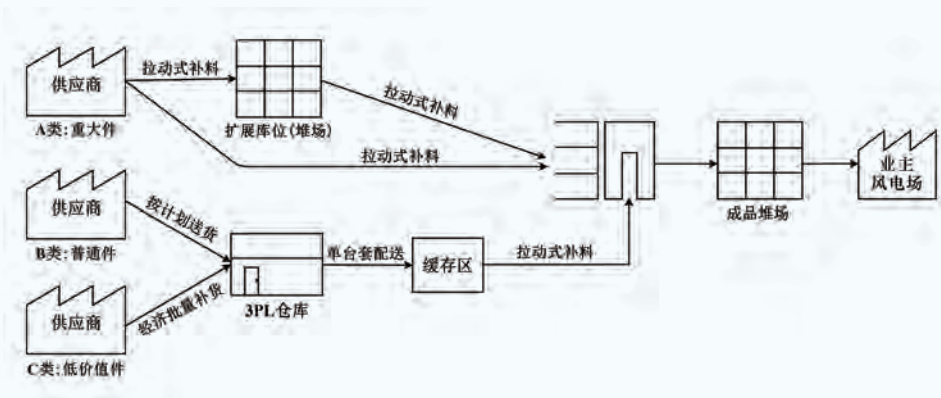 供应商
A类:重大件
拉动式补料
扩展库位(堆场)
拉动式补料
拉动式补料
供应商
B类:普通件
按计划送货
供应商
C类:低价值件
经济批量补货
3PL仓库
单台套配送
缓存区
拉动式补料
成品堆场
业主
风电场